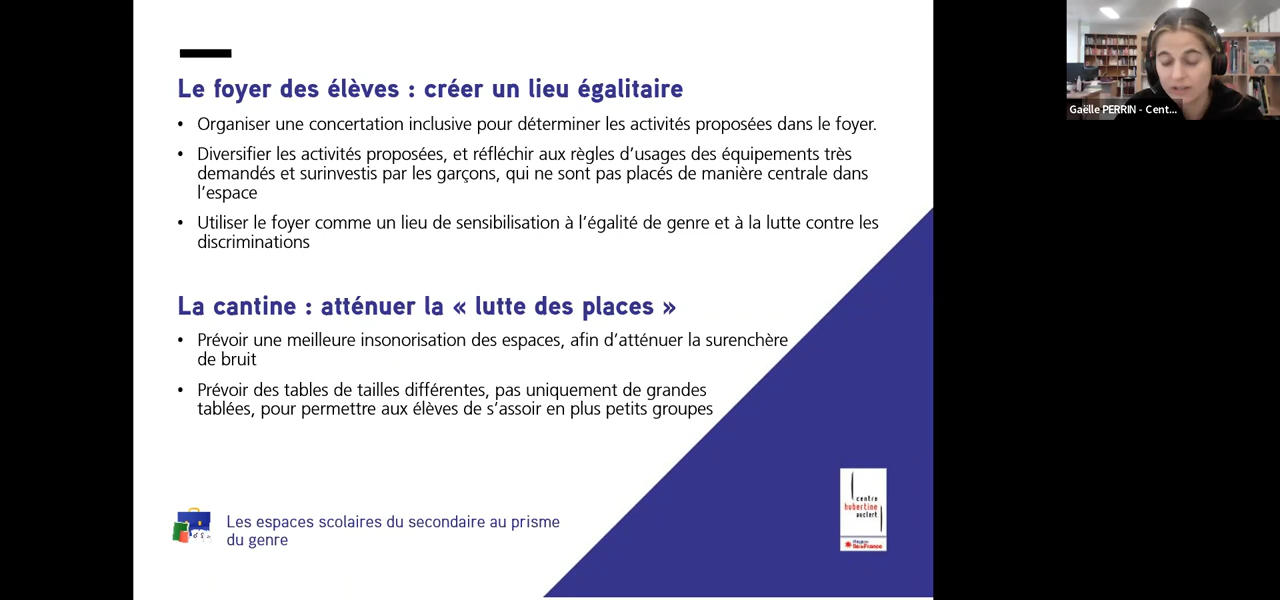 Le foyer des élèves : créer un lieu égalitaire
• Organiser une concertation inclusive pour déterminer les activités proposées dans le foyer.
• Diversifier les activités proposées, et réfléchir aux règles d’usages des équipements très
demandés et surinvestis par les garçons, qui ne sont pas placés de manière centrale dans
l’espace
• Utiliser le foyer comme un lieu de sensibilisation à l’égalité de genre et à la lutte contre les
discriminations
La cantine : atténuer la « lutte des places »
• Prévoir une meilleure insonorisation des espaces, afin d’atténuer la surenchère
de bruit
• Prévoir des tables de tailles différentes, pas uniquement de grandes
tablées, pour permettre aux élèves de s’assoir en plus petits groupes
Les espaces scolaires du secondaire au prisme
du genre
centre
hubertine
auclert
îledeFrance
Gaëlle PERRIN - Cent...